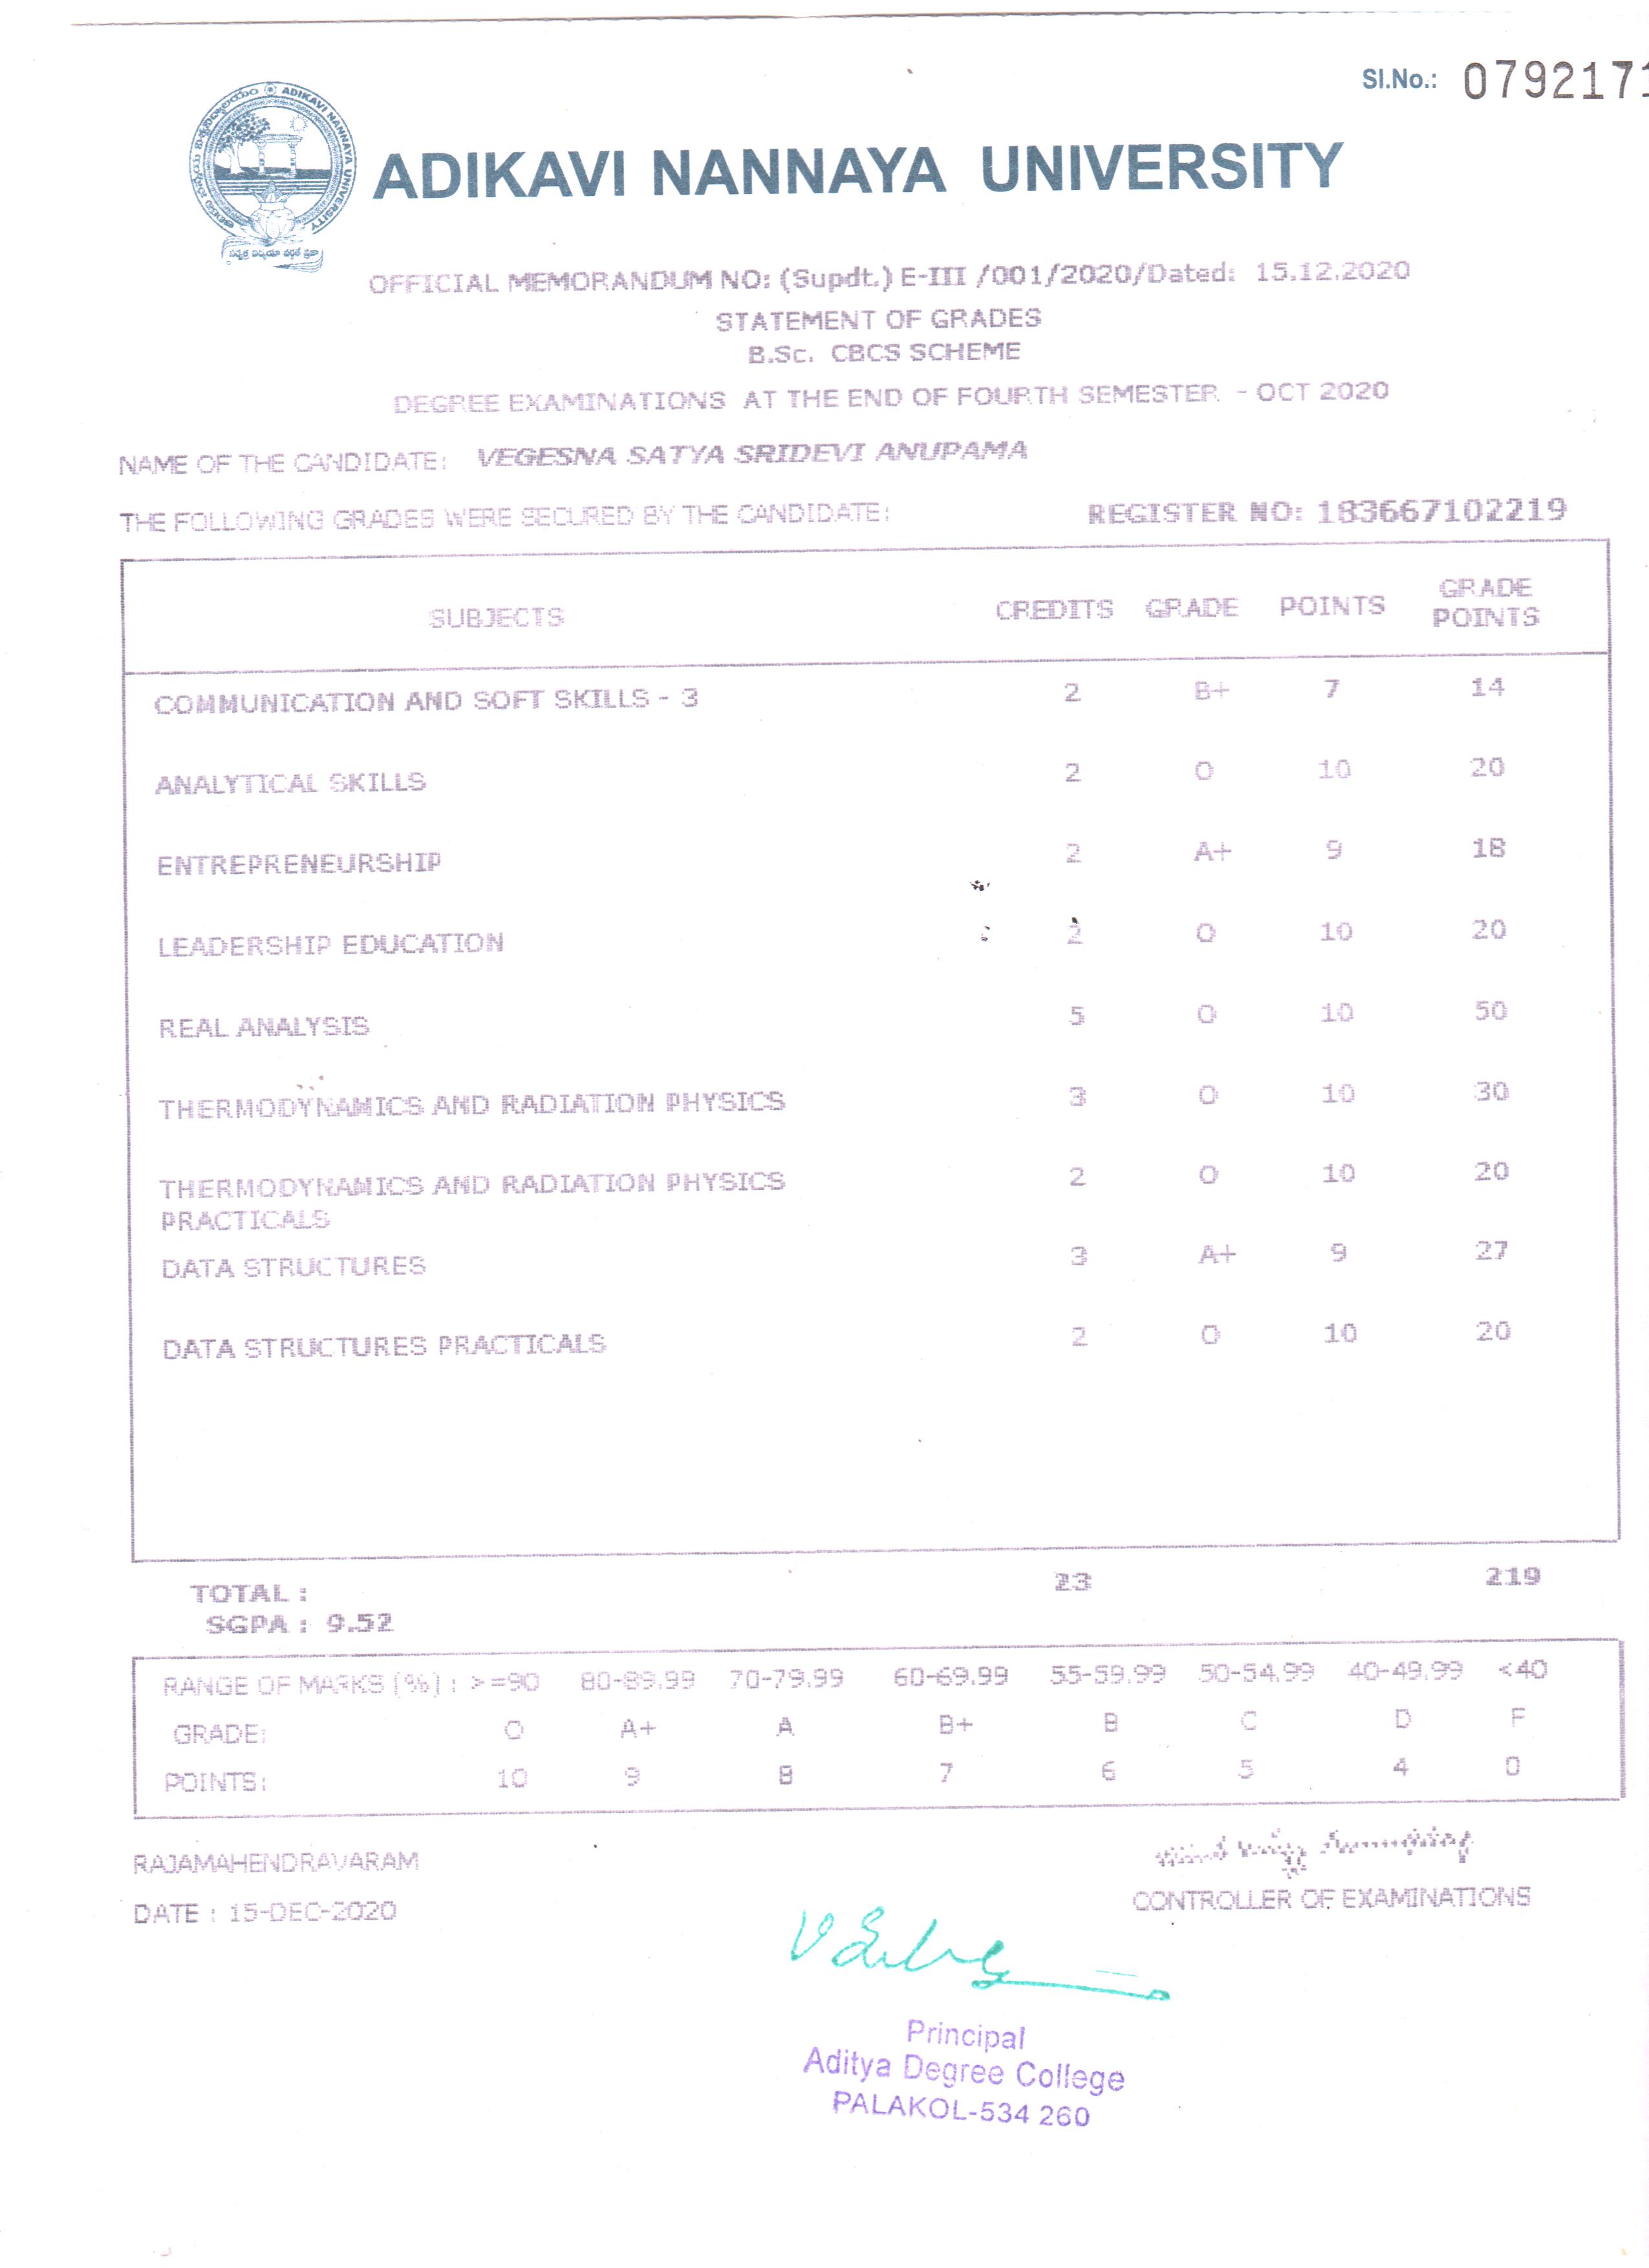 Sl.No.: 0792171
ADIKAVI NANNAYA UNIVERSITY
ADIKAVI NANNAYA UNIVERSITY
OFFICIAL MEMORANDUM NO: (Supdt.) E-III /001/2020/Dated: 15.12.2020
STATEMENT OF GRADES
B.Sc. CBCS SCHEME
DEGREE EXAMINATIONS AT THE END OF FOURTH SEMESTER - OCT 2020
NAME OF THE CANDIDATE: VEGESNA SATYA SRIDEVI ANUPAMA
THE FOLLOWING GRADES WERE SECURED BY THE CANDIDATE: REGISTER NO: 183667102219
SUBJECTS CREDITS GRADE POINTS GRADE POINTS
COMMUNICATION AND SOFT SKILLS - 3 2 B+ 7 14
ANALYTICAL SKILLS 2 O 10 20
ENTREPRENEURSHIP 2 A+ 9 18
LEADERSHIP EDUCATION 2 O 10 20
REAL ANALYSIS 5 O 10 50
THERMODYNAMICS AND RADIATION PHYSICS 3 O 10 30
THERMODYNAMICS AND RADIATION PHYSICS 2 O 10 20
PRACTICALS
DATA STRUCTURES 3 A+ 9 27
DATA STRUCTURES PRACTICALS 2 O 10 20
TOTAL : 23 219
SGPA : 9.52
RANGE OF MARKS (%) : >=90 80-89.99 70-79.99 60-69.99 55-59.99 50-54.99 40-49.99 <40
GRADE: O A+ A B+ B C D F
POINTS: 10 9 8 7 6 5 4 0
RAJAMAHENDRAVARAM
CONTROLLER OF EXAMINATIONS
DATE : 15-DEC-2020
Principal
Aditya Degree College
PALAKOL-534 260